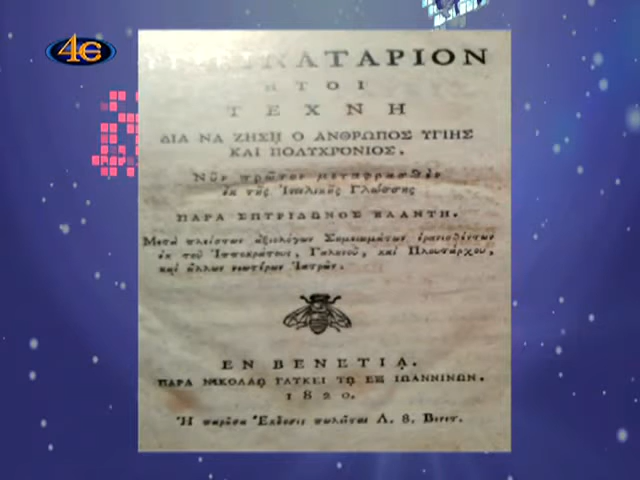 4Ε
ΗΤΟΙ
ΤΕΧΝΗ
ΔΙΑ ΝΑ ΖΗΣΗ Ο ΑΝΘΡΩΠΟΣ ΥΓΙΗΣ
ΚΑΙ ΠΟΛΥΧΡΟΝΙΟΣ.
Νῦν πρῶτον μεταφρασθὲν
ἐκ τῆς Ἰταλικῆς Γλώσσης
ΠΑΡΑ ΣΠΥΡΙΔΩΝΟΣ ΒΛΑΝΤΗ.
Μετὰ πλείστων ἀξιολόγων Σημειωμάτων ἐρανισθέντων
ἐκ τοῦ Ἱπποκράτους, Γαληνοῦ, καὶ Πλουτάρχου,
καὶ ἄλλων νεωτέρων Ἰατρῶν.
ΕΝ ΒΕΝΕΤΙᾼ.
ΠΑΡΑ ΝΙΚΟΛΑΩ ΓΛΥΚΕΙ ΤΩ ΕΞ ΙΩΑΝΝΙΝΩΝ.
1820.
Ἡ παροῦσα Ἔκδοσις πωλεῖται Λ. 8. Βενετ.